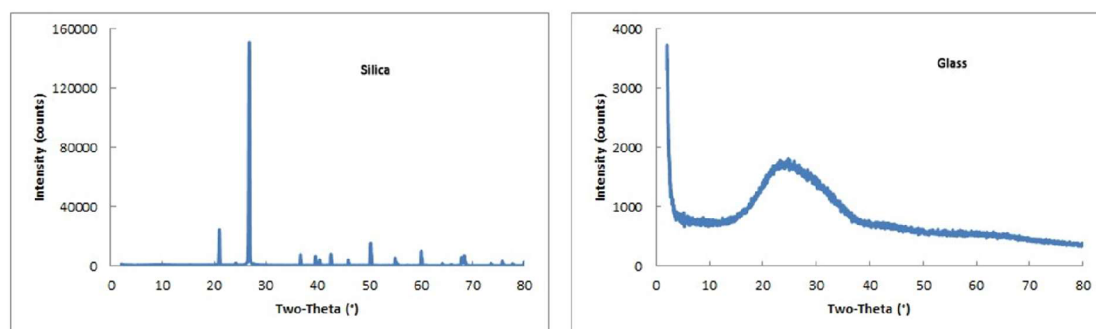 160000
120000
80000
40000
0
Intensity (counts)
Silica
0 10 20 30 40 50 60 70 80
Two-Theta (°)
4000
3000
2000
1000
0
Intensity (counts)
Glass
0 10 20 30 40 50 60 70 80
Two-Theta (°)